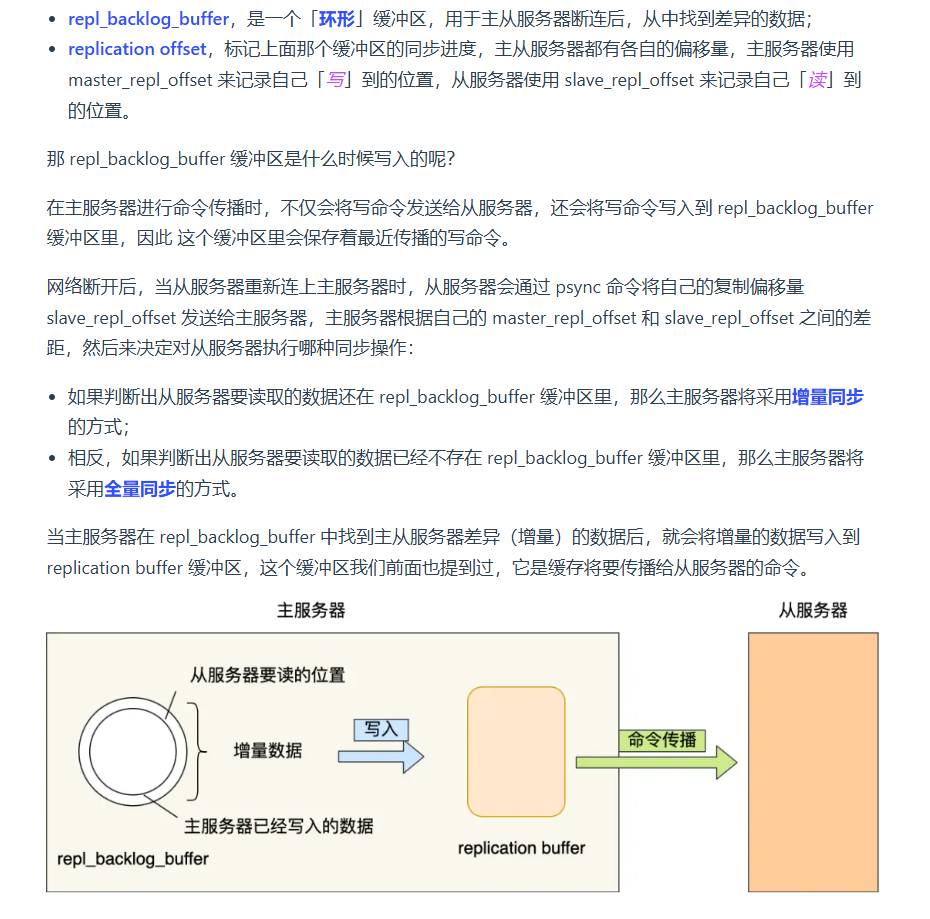 repl_backlog_buffer，是一个「环形」缓冲区，用于主从服务器断连后，从中找到差异的数据；
replication offset，标记上面那个缓冲区的同步进度，主从服务器都有各自的偏移量，主服务器使用
master_repl_offset 来记录自己「写」到的位置，从服务器使用 slave_repl_offset 来记录自己「读」到
的位置。
那 repl_backlog_buffer 缓冲区是什么时候写入的呢？
在主服务器进行命令传播时，不仅会将写命令发送给从服务器，还会将写命令写入到 repl_backlog_buffer
缓冲区里，因此 这个缓冲区里会保存着最近传播的写命令。
网络断开后，当从服务器重新连上主服务器时，从服务器会通过 psync 命令将自己的复制偏移量
slave_repl_offset 发送给主服务器，主服务器根据自己的 master_repl_offset 和 slave_repl_offset 之间的差
距，然后来决定对从服务器执行哪种同步操作：
如果判断出从服务器要读取的数据还在 repl_backlog_buffer 缓冲区里，那么主服务器将采用增量同步
的方式；
相反，如果判断出从服务器要读取的数据已经不存在 repl_backlog_buffer 缓冲区里，那么主服务器将
采用全量同步的方式。
当主服务器在 repl_backlog_buffer 中找到主从服务器差异（增量）的数据后，就会将增量的数据写入到
replication buffer 缓冲区，这个缓冲区我们前面也提到过，它是缓存将要传播给从服务器的命令。
主服务器
从服务器
从服务器要读的位置
写入
命令传播
增量数据
主服务器已经写入的数据
repl_backlog_buffer
replication buffer